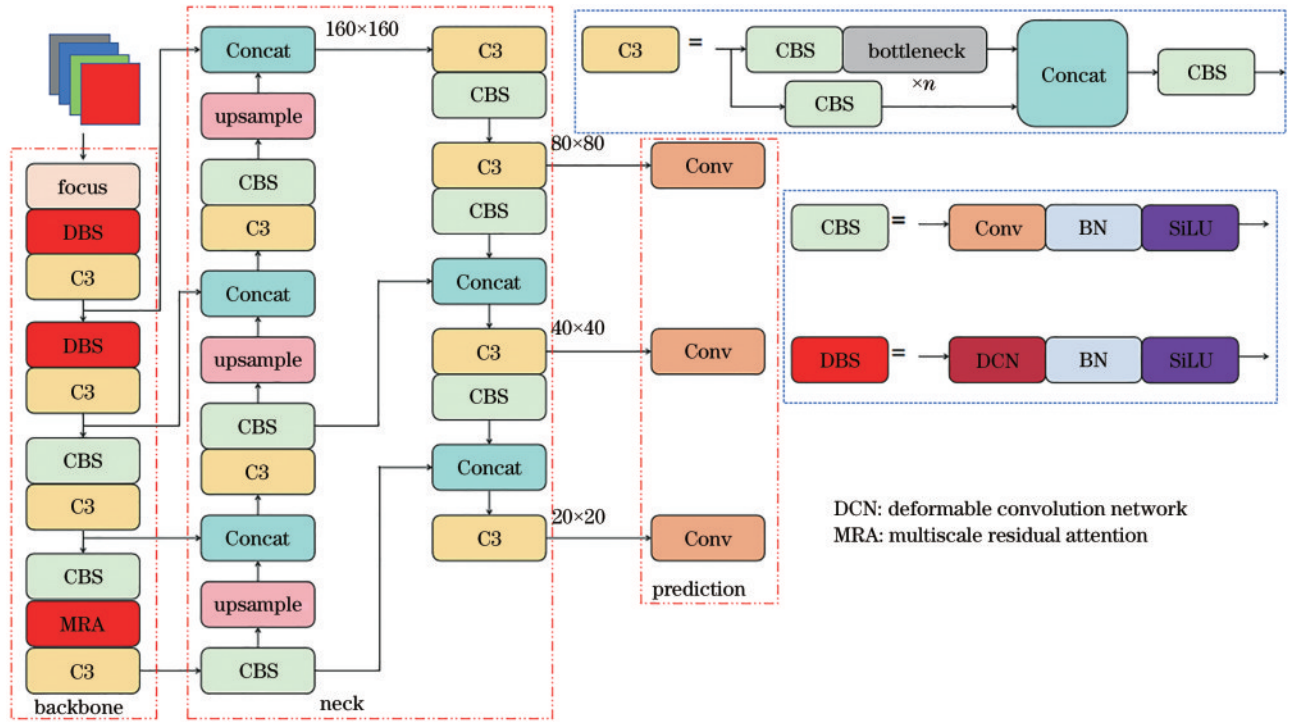 focus
DBS
C3
DBS
C3
CBS
C3
CBS
MRA
C3
backbone
Concat
upsample
CBS
C3
Concat
upsample
CBS
C3
Concat
upsample
CBS
neck
160×160
C3
CBS
80×80
C3
CBS
Concat
40×40
C3
CBS
Concat
20×20
C3
Conv
Conv
Conv
prediction
C3 = CBS bottleneck ×n Concat CBS
CBS
CBS = Conv BN SiLU
DBS = DCN BN SiLU
DCN: deformable convolution network
MRA: multiscale residual attention